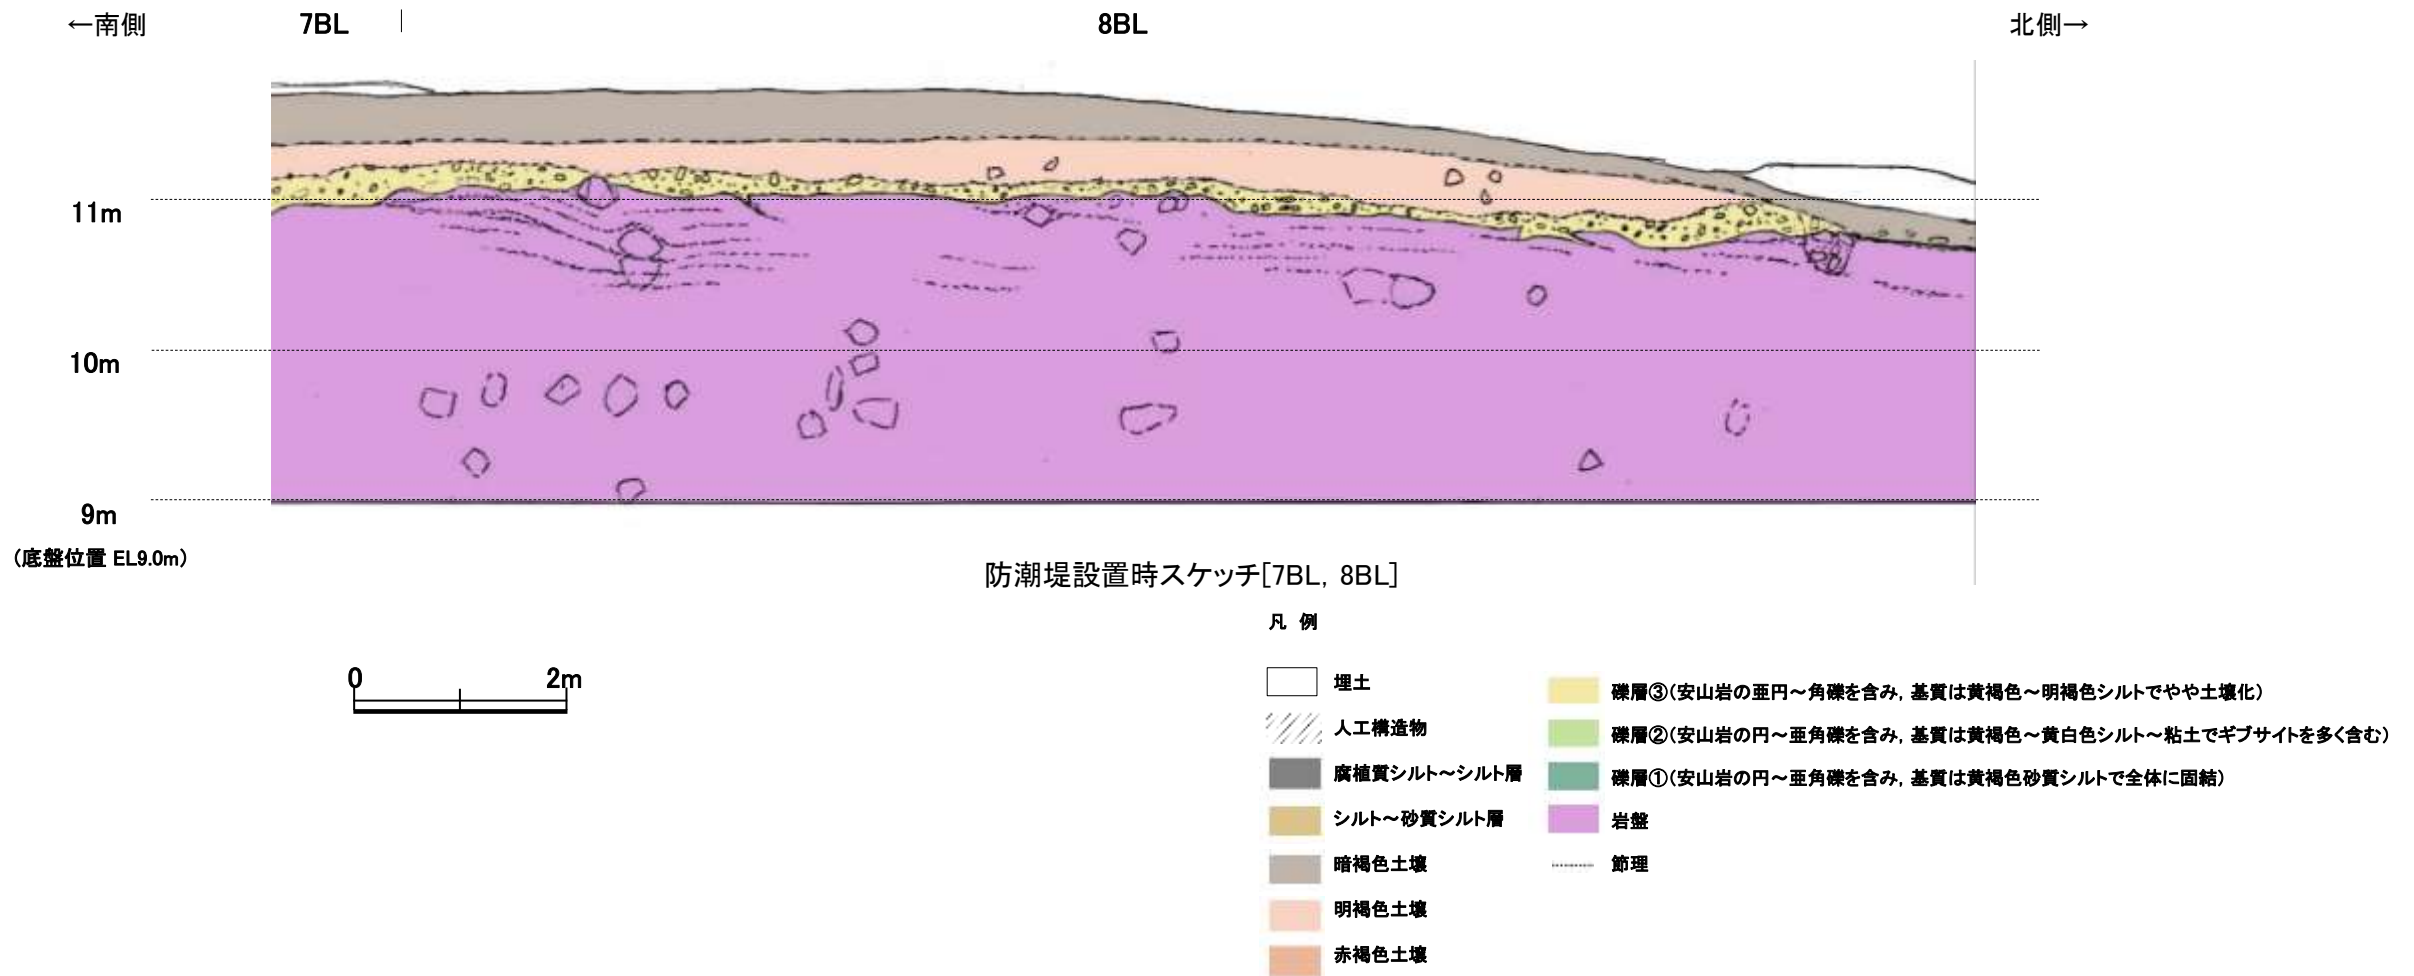 ←南側 7BL 8BL 北側→
11m
10m
9m
(底盤位置 EL9.0m)
防潮堤設置時スケッチ[7BL, 8BL]
凡 例
0 2m
埋土
人工構造物
腐植質シルト～シルト層
シルト～砂質シルト層
暗褐色土壌
明褐色土壌
赤褐色土壌
礫層③(安山岩の亜円～角礫を含み, 基質は黄褐色～明褐色シルトでやや土壌化)
礫層②(安山岩の円～亜角礫を含み, 基質は黄褐色～黄白色シルト～粘土でギブサイトを多く含む)
礫層①(安山岩の円～亜角礫を含み, 基質は黄褐色砂質シルトで全体に固結)
岩盤
節理